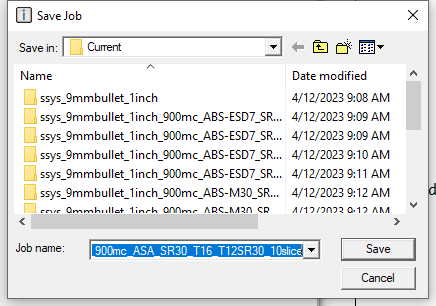 Save Job
Save in: Current
Name Date modified
ssys_9mmbullet_1inch 4/12/2023 9:08 AM
ssys_9mmbullet_1inch_900mc_ABS-ESD7_SR... 4/12/2023 9:09 AM
ssys_9mmbullet_1inch_900mc_ABS-ESD7_SR... 4/12/2023 9:09 AM
ssys_9mmbullet_1inch_900mc_ABS-ESD7_SR... 4/12/2023 9:10 AM
ssys_9mmbullet_1inch_900mc_ABS-ESD7_SR... 4/12/2023 9:11 AM
ssys_9mmbullet_1inch_900mc_ABS-M30_SR... 4/12/2023 9:12 AM
ssys_9mmbullet_1inch_900mc_ABS-M30_SR... 4/12/2023 9:12 AM
Job name: 900mc_ASA_SR30_T16_T12SR30_10slice Save
Cancel
d